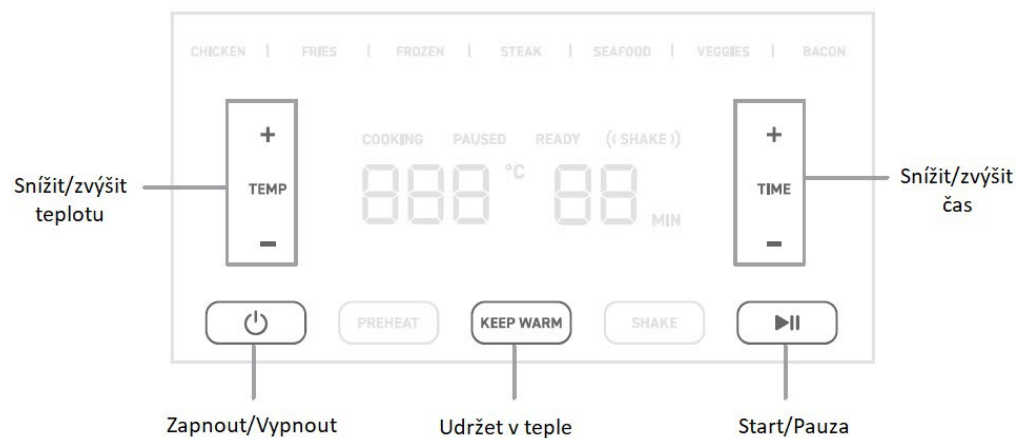 CHICKEN | FRIES | FROZEN | STEAK | SEAFOOD | VEGGIES | BACON
+
TEMP
-
COOKING PAUSED READY ((SHAKE))
888 °C 88 MIN
+
TIME
-
Snížit/zvýšit
teplotu
Snížit/zvýšit
čas
PREHEAT KEEP WARM SHAKE
Zapnout/Vypnout Udržet v teple Start/Pauza